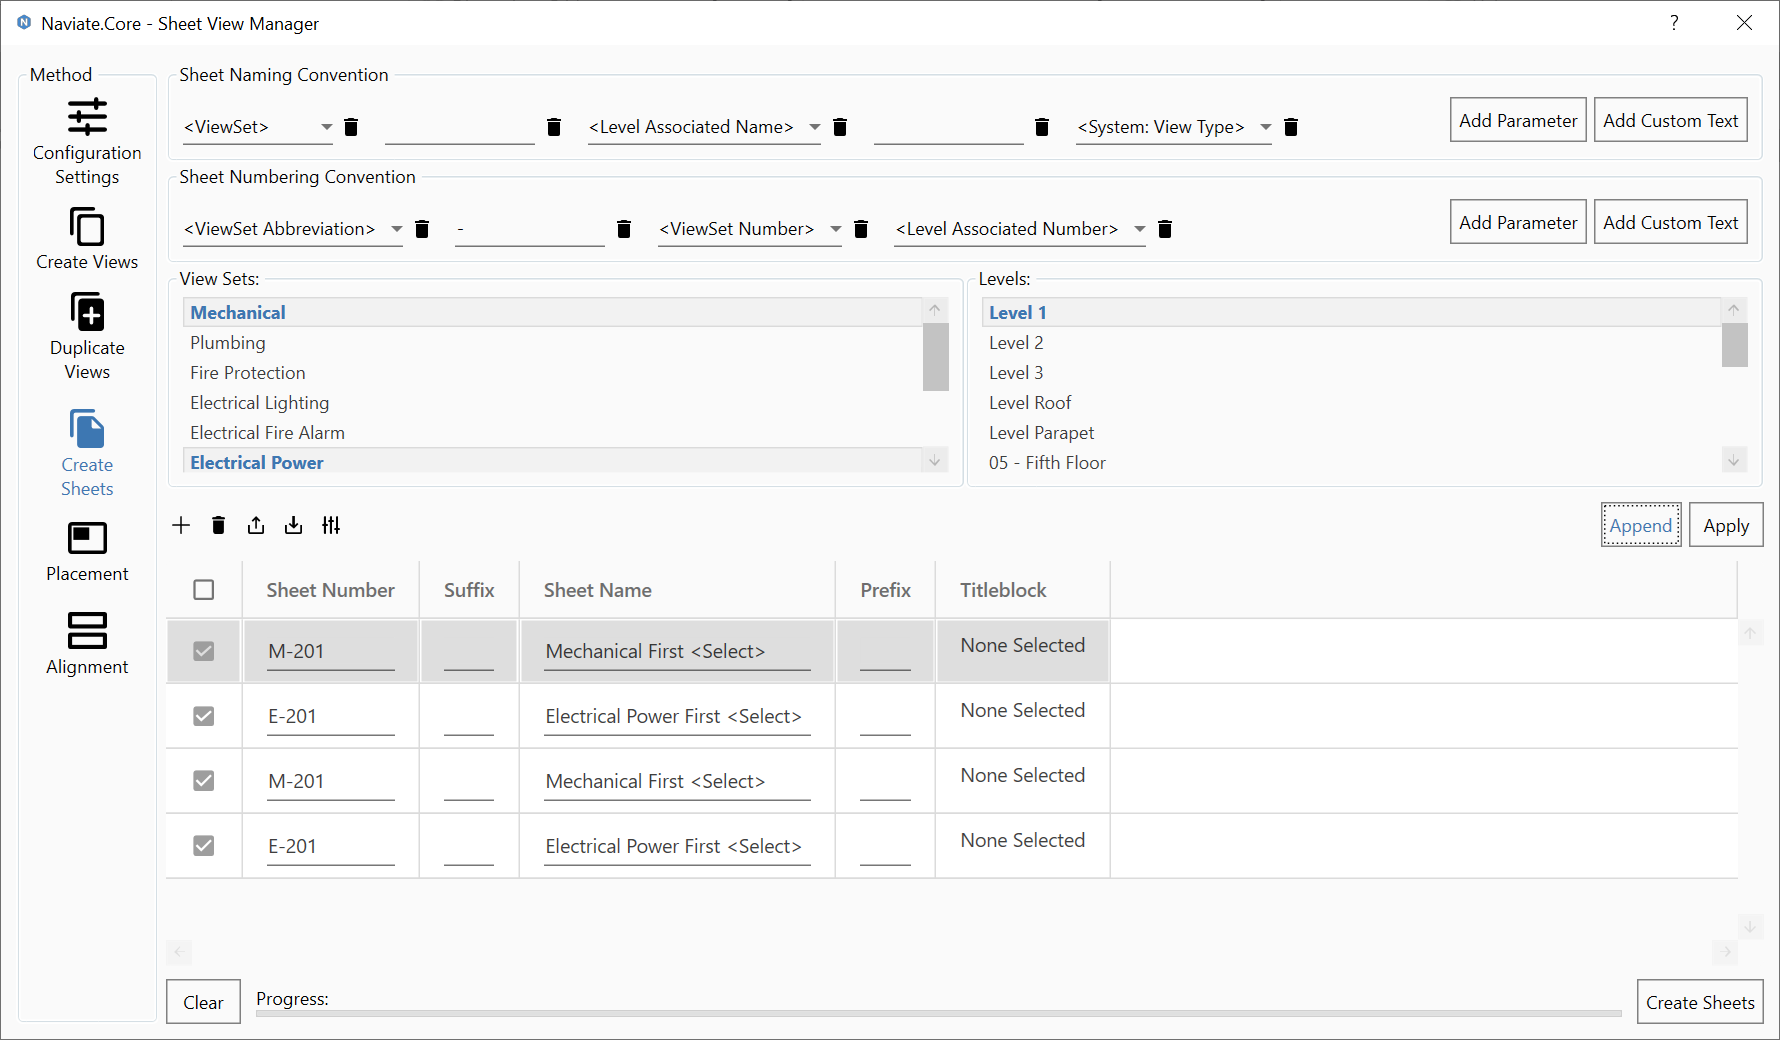 Naviate.Core - Sheet View Manager
?
Method
Configuration
Settings
Create Views
Duplicate
Views
Create
Sheets
Placement
Alignment
Sheet Naming Convention
<ViewSet>
<Level Associated Name>
<System: View Type>
Add Parameter
Add Custom Text
Sheet Numbering Convention
<ViewSet Abbreviation>
-
<ViewSet Number>
<Level Associated Number>
Add Parameter
Add Custom Text
View Sets:
Mechanical
Plumbing
Fire Protection
Electrical Lighting
Electrical Fire Alarm
Electrical Power
Levels:
Level 1
Level 2
Level 3
Level Roof
Level Parapet
05 - Fifth Floor
Append
Apply
Sheet Number Suffix Sheet Name Prefix Titleblock
M-201 Mechanical First <Select> None Selected
E-201 Electrical Power First <Select> None Selected
M-201 Mechanical First <Select> None Selected
E-201 Electrical Power First <Select> None Selected
Clear
Progress:
Create Sheets